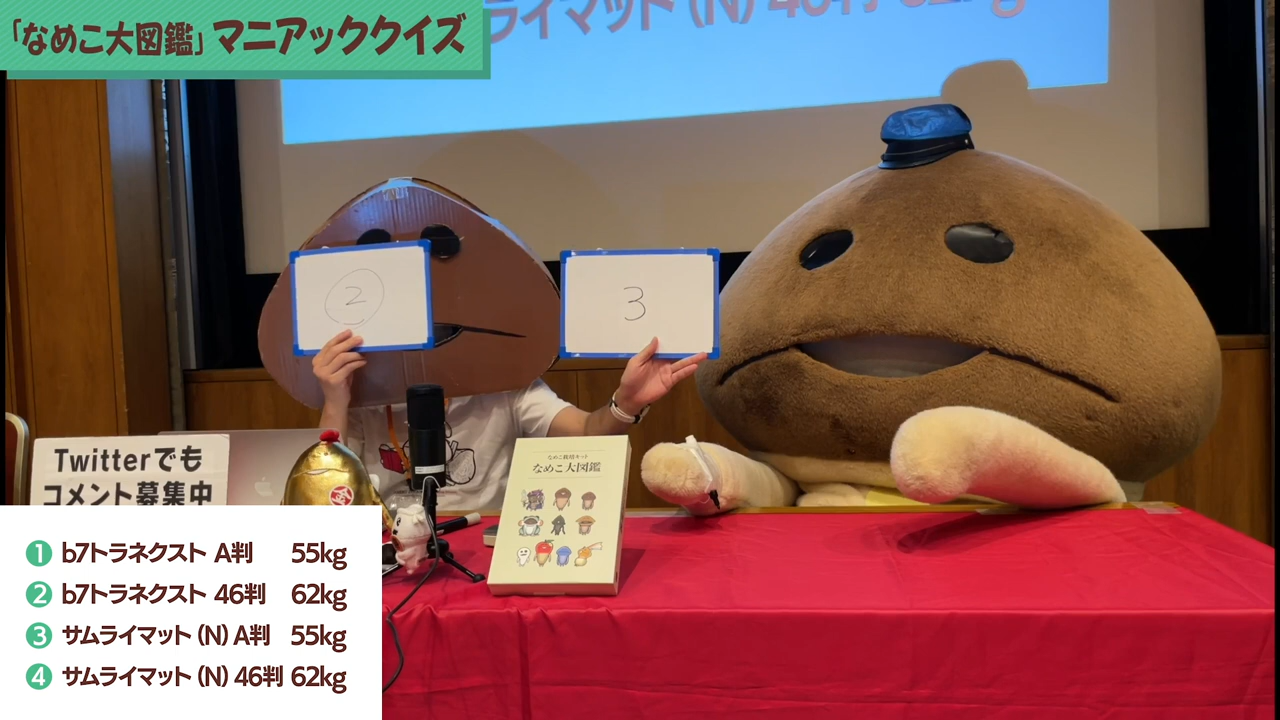 「なめこ大図鑑」マニアッククイズ
ライマット(N) 46判 62kg
②
3
Twitterでも
コメント募集中
金
なめこ栽培キット
なめこ大図鑑
1 b7トラネクスト A判 55kg
2 b7トラネクスト 46判 62kg
3 サムライマット(N)A判 55kg
4 サムライマット(N)46判 62kg